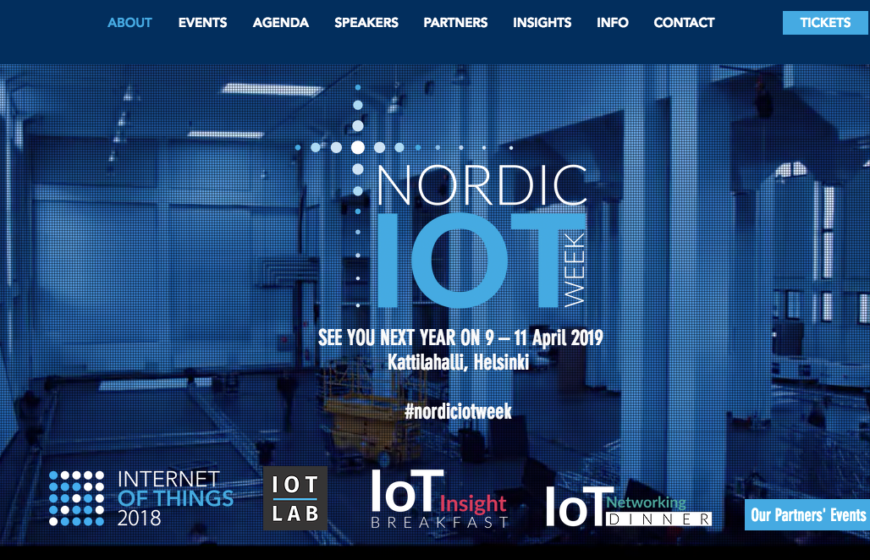 ABOUT EVENTS AGENDA SPEAKERS PARTNERS INSIGHTS INFO CONTACT TICKETS
NORDIC
IOT
WEEK
SEE YOU NEXT YEAR ON 9 – 11 April 2019
Kattilahalli, Helsinki
#nordiciotweek
INTERNET
OF THINGS
2018
IOT
LAB
IoT Insight
BREAKFAST
IoT Networking
DINNER
Our Partners' Events